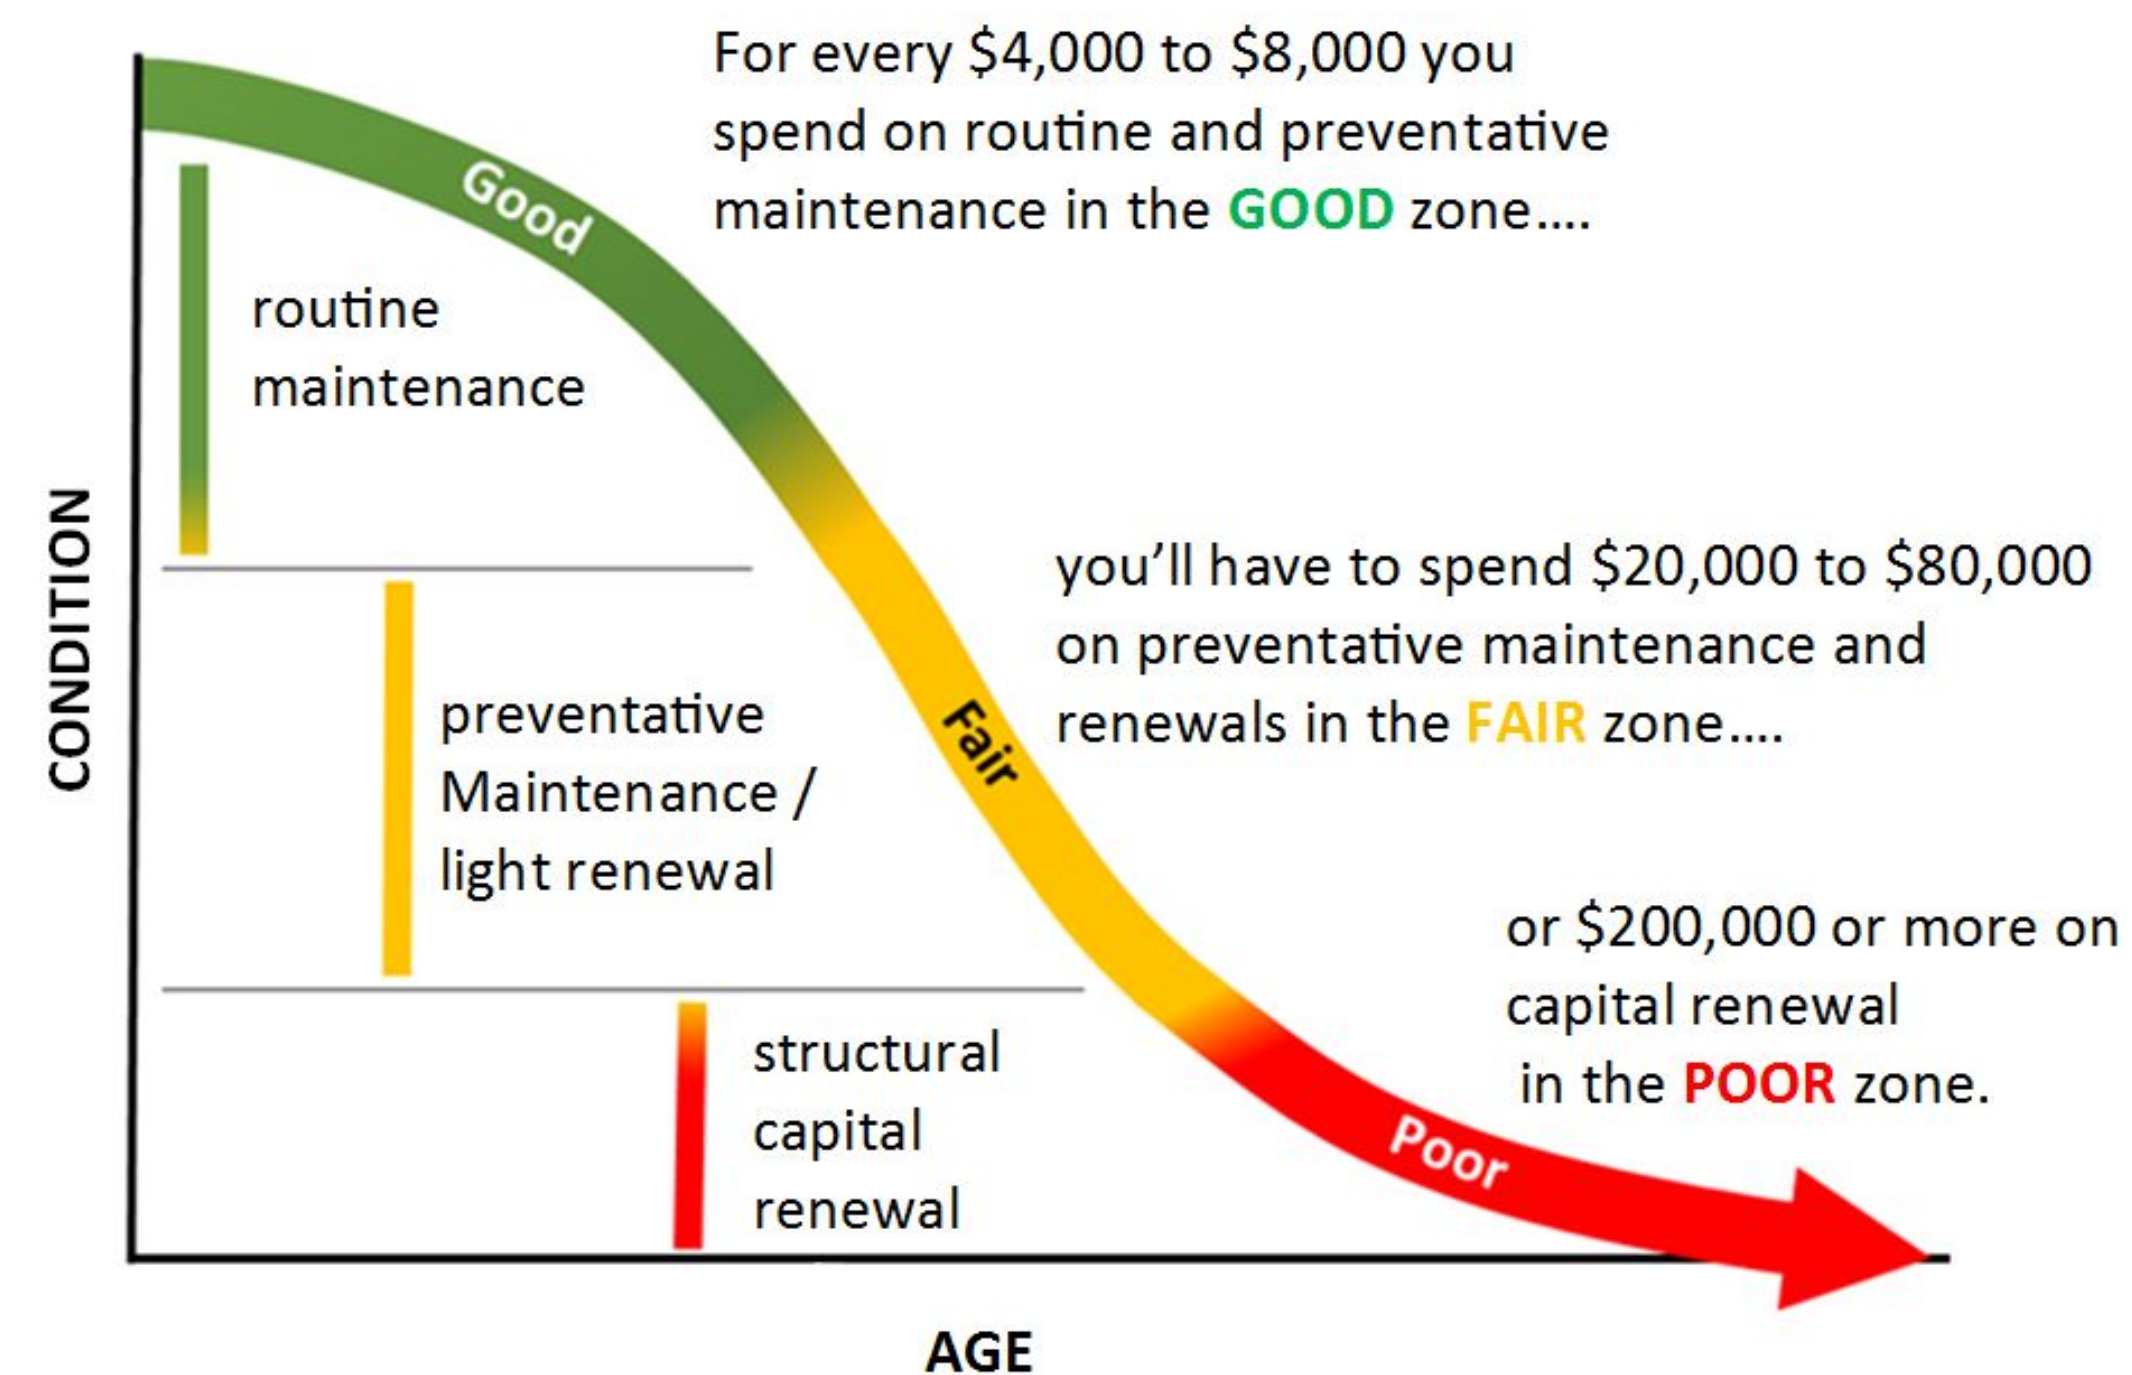 For every $4,000 to $8,000 you
spend on routine and preventative
maintenance in the GOOD zone....
Good
routine
maintenance
CONDITION
you’ll have to spend $20,000 to $80,000
on preventative maintenance and
renewals in the FAIR zone....
Fair
preventative
Maintenance /
light renewal
or $200,000 or more on
capital renewal
in the POOR zone.
Poor
structural
capital
renewal
AGE